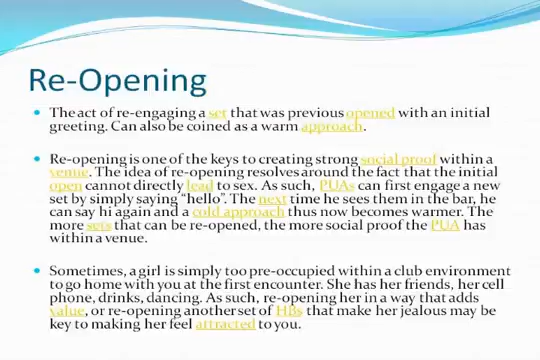 Re-Opening
The act of re-engaging a set that was previous opened with an initial
greeting. Can also be coined as a warm approach.
Re-opening is one of the keys to creating strong social proof within a
venue. The idea of re-opening resolves around the fact that the initial
open cannot directly lead to sex. As such, PUAs can first engage a new
set by simply saying “hello”. The next time he sees them in the bar, he
can say hi again and a cold approach thus now becomes warmer. The
more sets that can be re-opened, the more social proof the PUA has
within a venue.
Sometimes, a girl is simply too pre-occupied within a club environment
to go home with you at the first encounter. She has her friends, her cell
phone, drinks, dancing. As such, re-opening her in a way that adds
value, or re-opening another set of HBs that make her jealous may be
key to making her feel attracted to you.